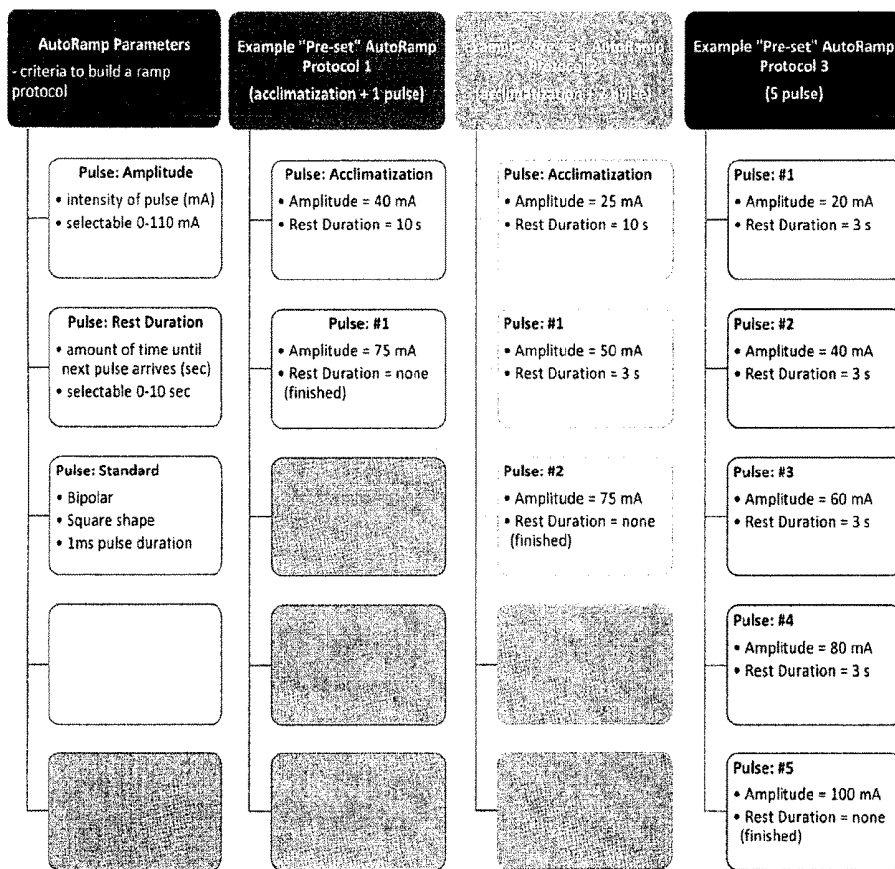 AutoRamp Parameters
- criteria to build a ramp
protocol
Pulse: Amplitude
• intensity of pulse (mA)
• selectable 0-110 mA
Pulse: Rest Duration
• amount of time until
next pulse arrives (sec)
• selectable 0-10 sec
Pulse: Standard
• Bipolar
• Square shape
• 1ms pulse duration
Example "Pre-set" AutoRamp
Protocol 1
(acclimatization + 1 pulse)
Pulse: Acclimatization
• Amplitude = 40 mA
• Rest Duration = 10 s
Pulse: #1
• Amplitude = 75 mA
• Rest Duration = none
(finished)
Example "Pre-set" AutoRamp
Protocol
(acclimatization + pulse)
Pulse: Acclimatization
• Amplitude = 25 mA
• Rest Duration = 10 s
Pulse: #1
• Amplitude = 50 mA
• Rest Duration = 3 s
Pulse: #2
• Amplitude = 75 mA
• Rest Duration = none
(finished)
Example "Pre-set" AutoRamp
Protocol 3
(5 pulse)
Pulse: #1
• Amplitude = 20 mA
• Rest Duration = 3 s
Pulse: #2
• Amplitude = 40 mA
• Rest Duration = 3 s
Pulse: #3
• Amplitude = 60 mA
• Rest Duration = 3 s
Pulse: #4
• Amplitude = 80 mA
• Rest Duration = 3 s
Pulse: #5
• Amplitude = 100 mA
• Rest Duration = none
(finished)